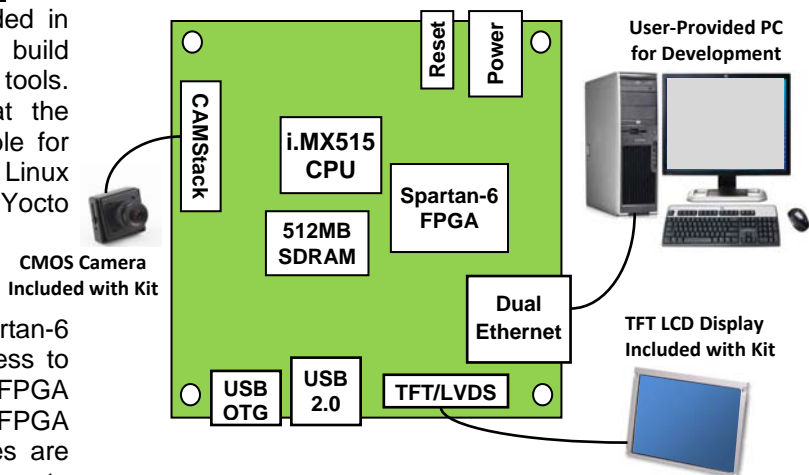 ded in
build
tools.
at the
ble for
Linux
Yocto
rtan-6
ess to
FPGA
FPGA
es are
CAMStack
Reset
Power
i.MX515
CPU
Spartan-6
FPGA
512MB
SDRAM
Dual
Ethernet
USB
OTG
USB
2.0
TFT/LVDS
CMOS Camera
Included with Kit
User-Provided PC
for Development
TFT LCD Display
Included with Kit